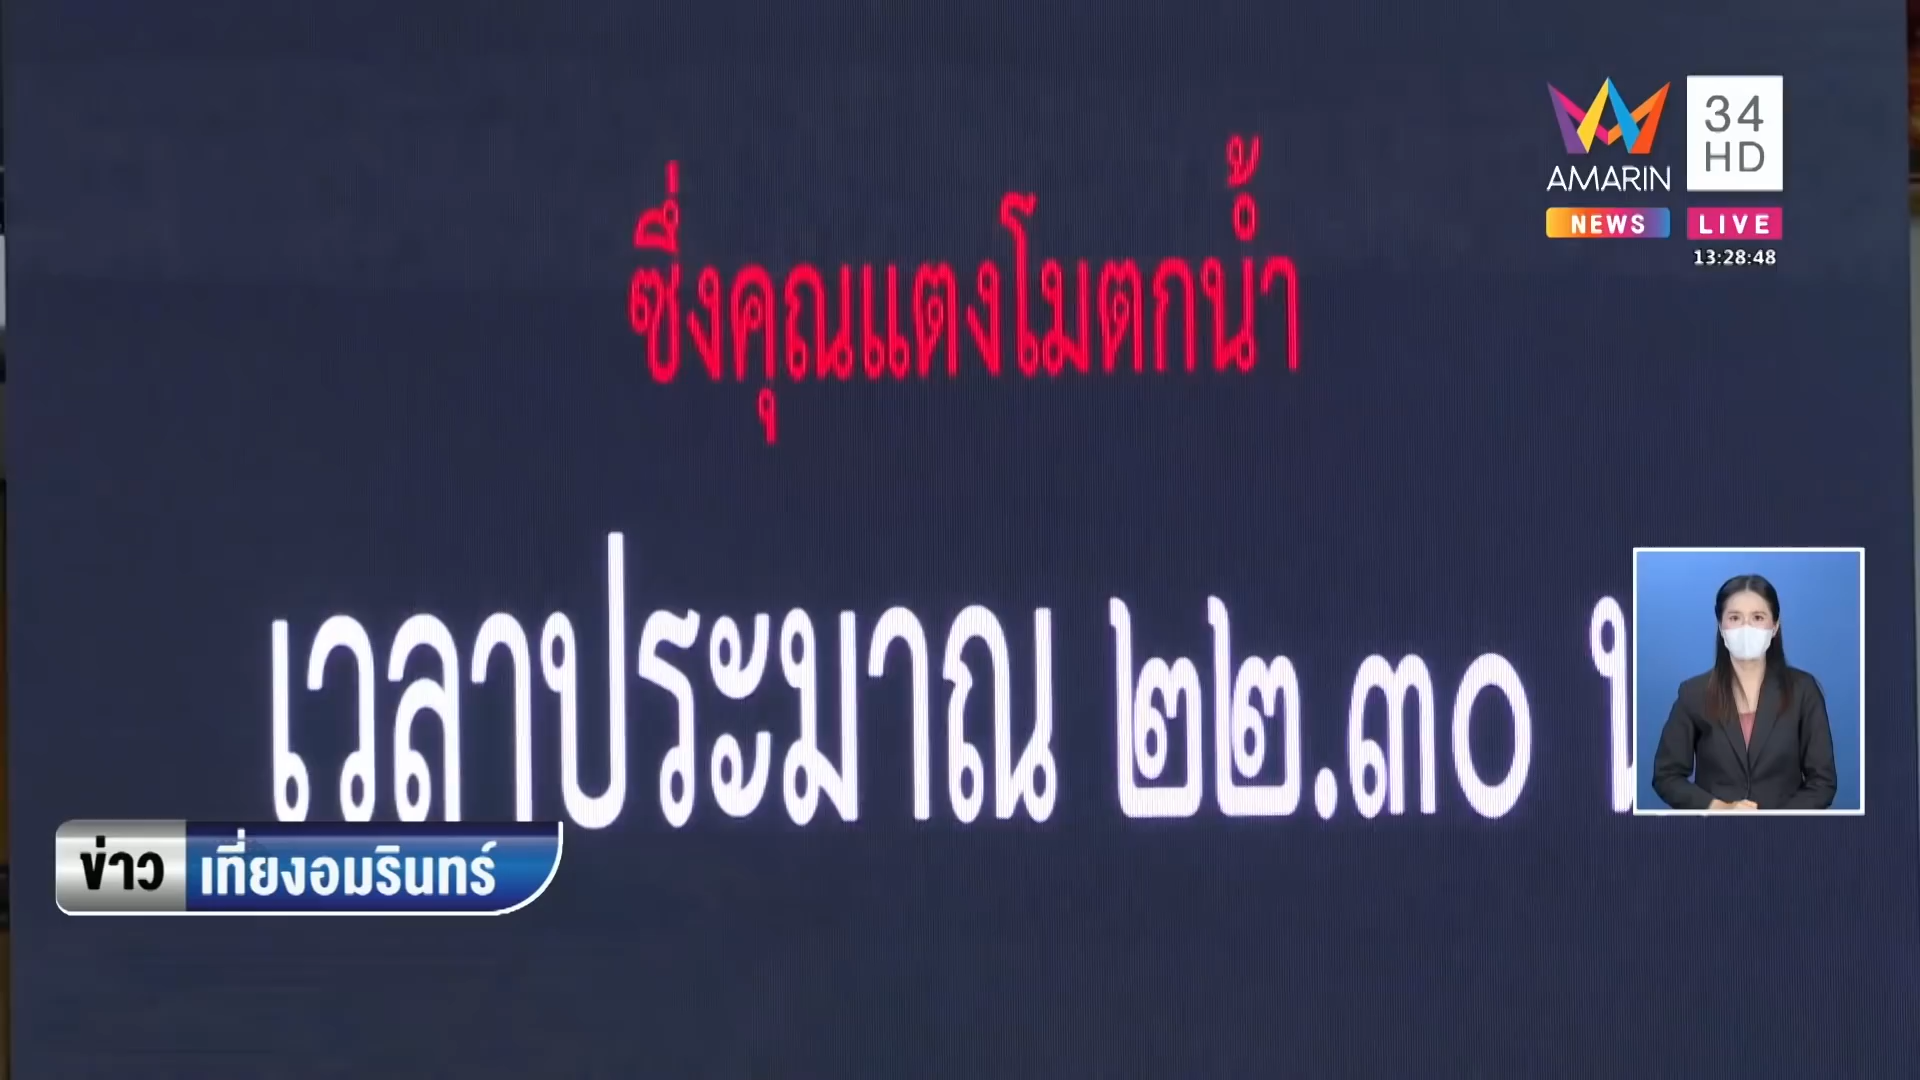 34
HD
AMARIN
NEWS LIVE
13:28:48
ซึ่งคุณแตงโมตกน้ำ
เวลาประมาณ ๒๒.๓๐ น
ข่าว เที่ยงอมรินทร์